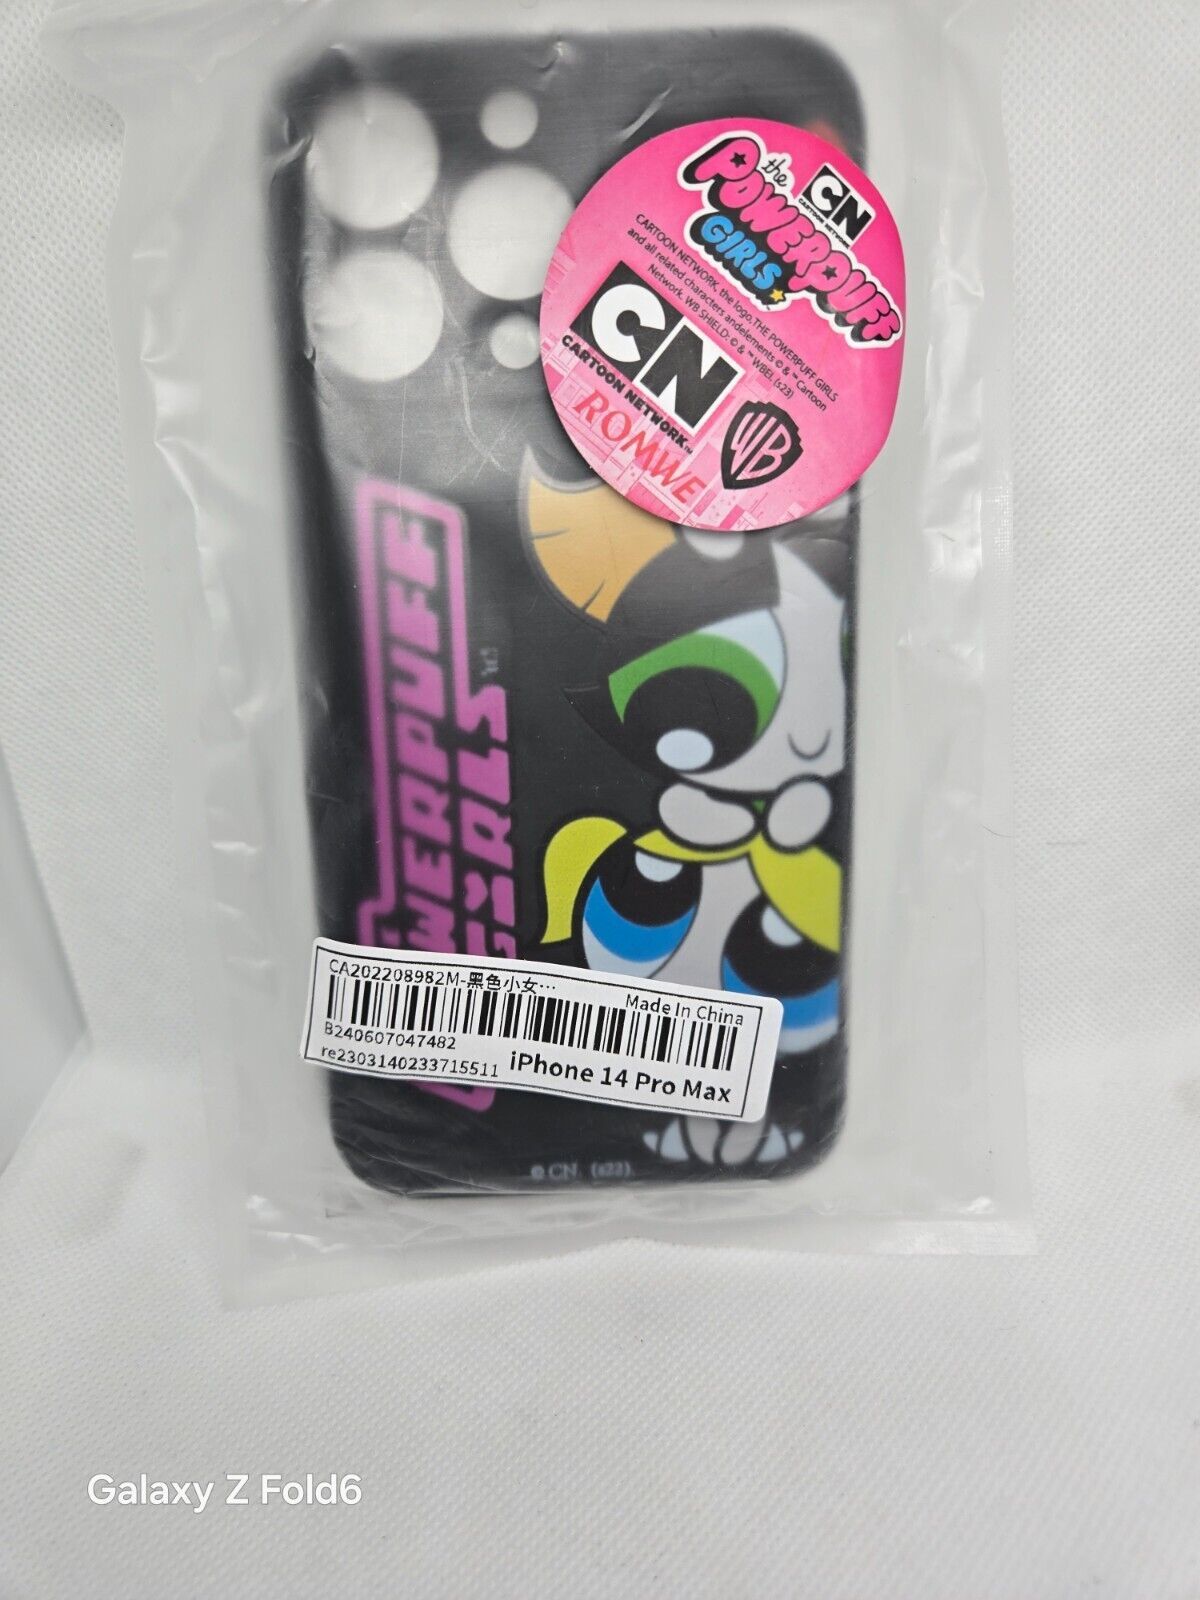 the
POWERPUFF
GIRLS
CN
CARTOON NETWORK
CARTOON NETWORK, the logo, THE POWERPUFF GIRLS
and all related characters andelements © & ™ Cartoon
Network. WB SHIELD: © & ™ WBEI. (s23)
CN
CARTOON NETWORK™
ROMWE
WB
POWERPUFF
GIRLS
CA202208982M-黑色小女…
Made In China
B240607047482
re2303140233715511
iPhone 14 Pro Max
© CN. (s22)
Galaxy Z Fold6